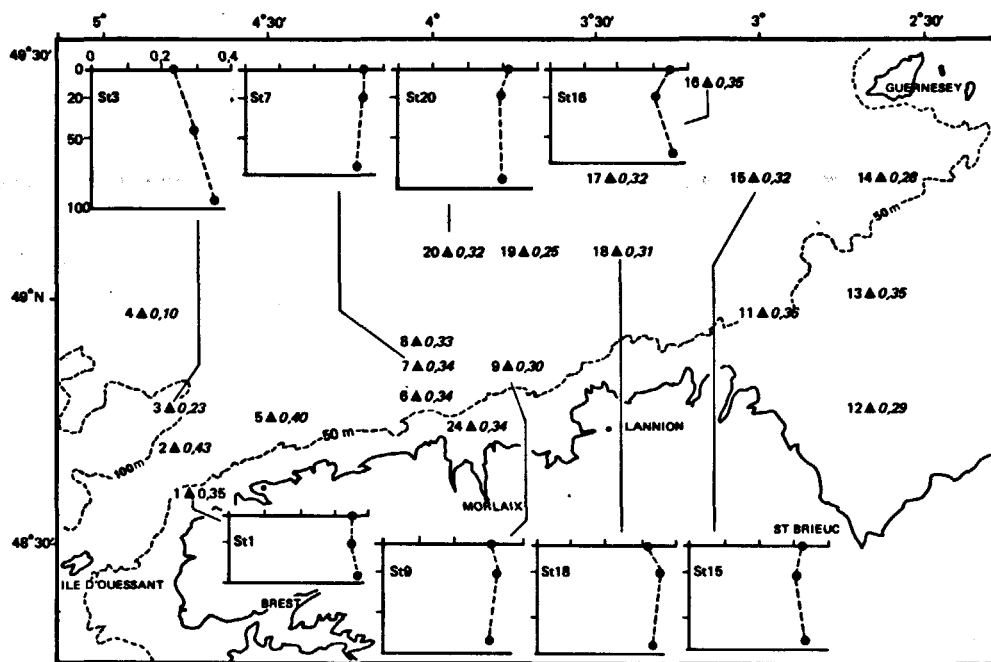 5° 4°30' 4° 3°30' 3° 2°30'
49°30'
0 0,2 0,4
0
20
50
100
St3
St7
St20
St16
16 ▲ 0,35
GUERNESEY
17 ▲ 0,32
15 ▲ 0,32
14 ▲ 0,28
50 m
20 ▲ 0,32
19 ▲ 0,25
18 ▲ 0,31
49°N
4 ▲ 0,10
13 ▲ 0,35
11 ▲ 0,36
8 ▲ 0,33
7 ▲ 0,34
9 ▲ 0,30
6 ▲ 0,34
3 ▲ 0,23
5 ▲ 0,40
12 ▲ 0,29
50 m
24 ▲ 0,34
LANNION
2 ▲ 0,43
100 m
1 ▲ 0,35
MORLAIX
St1
ST BRIEUC
48°30'
ILE D'OUESSANT
BREST
St9
St18
St15